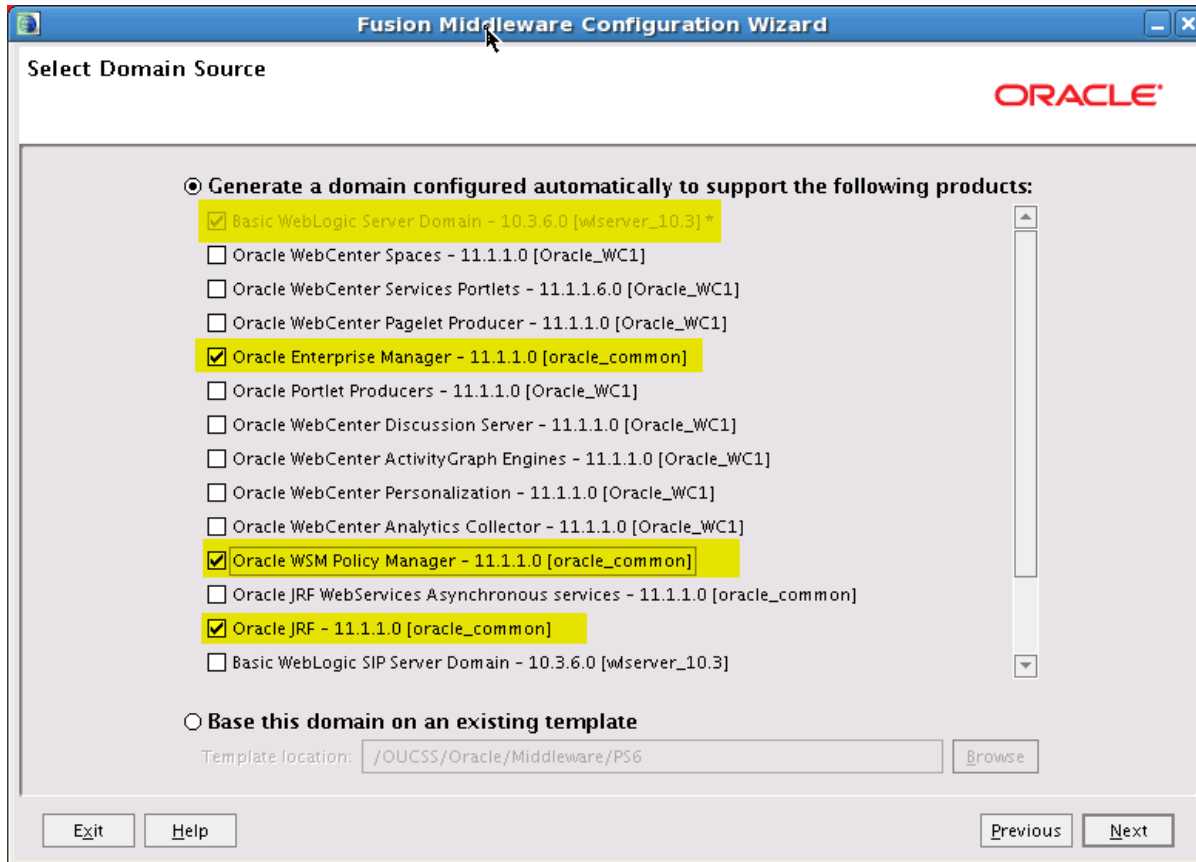 Fusion Middleware Configuration Wizard
Select Domain Source
ORACLE
Generate a domain configured automatically to support the following products:
Basic WebLogic Server Domain - 10.3.6.0 [wlserver_10.3] *
Oracle WebCenter Spaces - 11.1.1.0 [Oracle_WC1]
Oracle WebCenter Services Portlets - 11.1.1.6.0 [Oracle_WC1]
Oracle WebCenter Pagelet Producer - 11.1.1.0 [Oracle_WC1]
Oracle Enterprise Manager - 11.1.1.0 [oracle_common]
Oracle Portlet Producers - 11.1.1.0 [Oracle_WC1]
Oracle WebCenter Discussion Server - 11.1.1.0 [Oracle_WC1]
Oracle WebCenter ActivityGraph Engines - 11.1.1.0 [Oracle_WC1]
Oracle WebCenter Personalization - 11.1.1.0 [Oracle_WC1]
Oracle WebCenter Analytics Collector - 11.1.1.0 [Oracle_WC1]
Oracle WSM Policy Manager - 11.1.1.0 [oracle_common]
Oracle JRF WebServices Asynchronous services - 11.1.1.0 [oracle_common]
Oracle JRF - 11.1.1.0 [oracle_common]
Basic WebLogic SIP Server Domain - 10.3.6.0 [wlserver_10.3]
Base this domain on an existing template
Template location: /OUCSS/Oracle/Middleware/PS6 Browse
Exit Help Previous Next